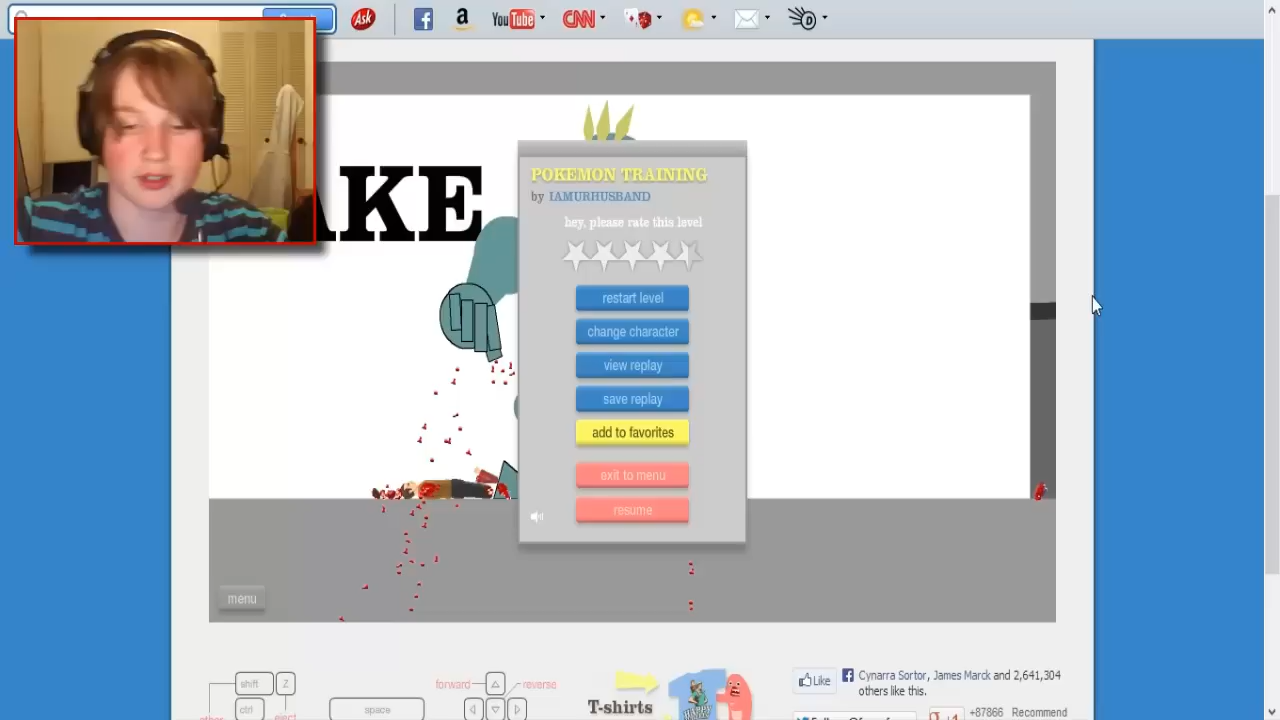 Ask
f
a
YouTube
CNN
AKE
POKEMON TRAINING
by IAMURHUSBAND
hey, please rate this level
restart level
change character
view replay
save replay
add to favorites
exit to menu
resume
menu
shift Z
ctrl
eject
space
forward
reverse
T-shirts
Like
f Cynarra Sortor, James Marck and 2,641,304
others like this.
+87866 Recommend